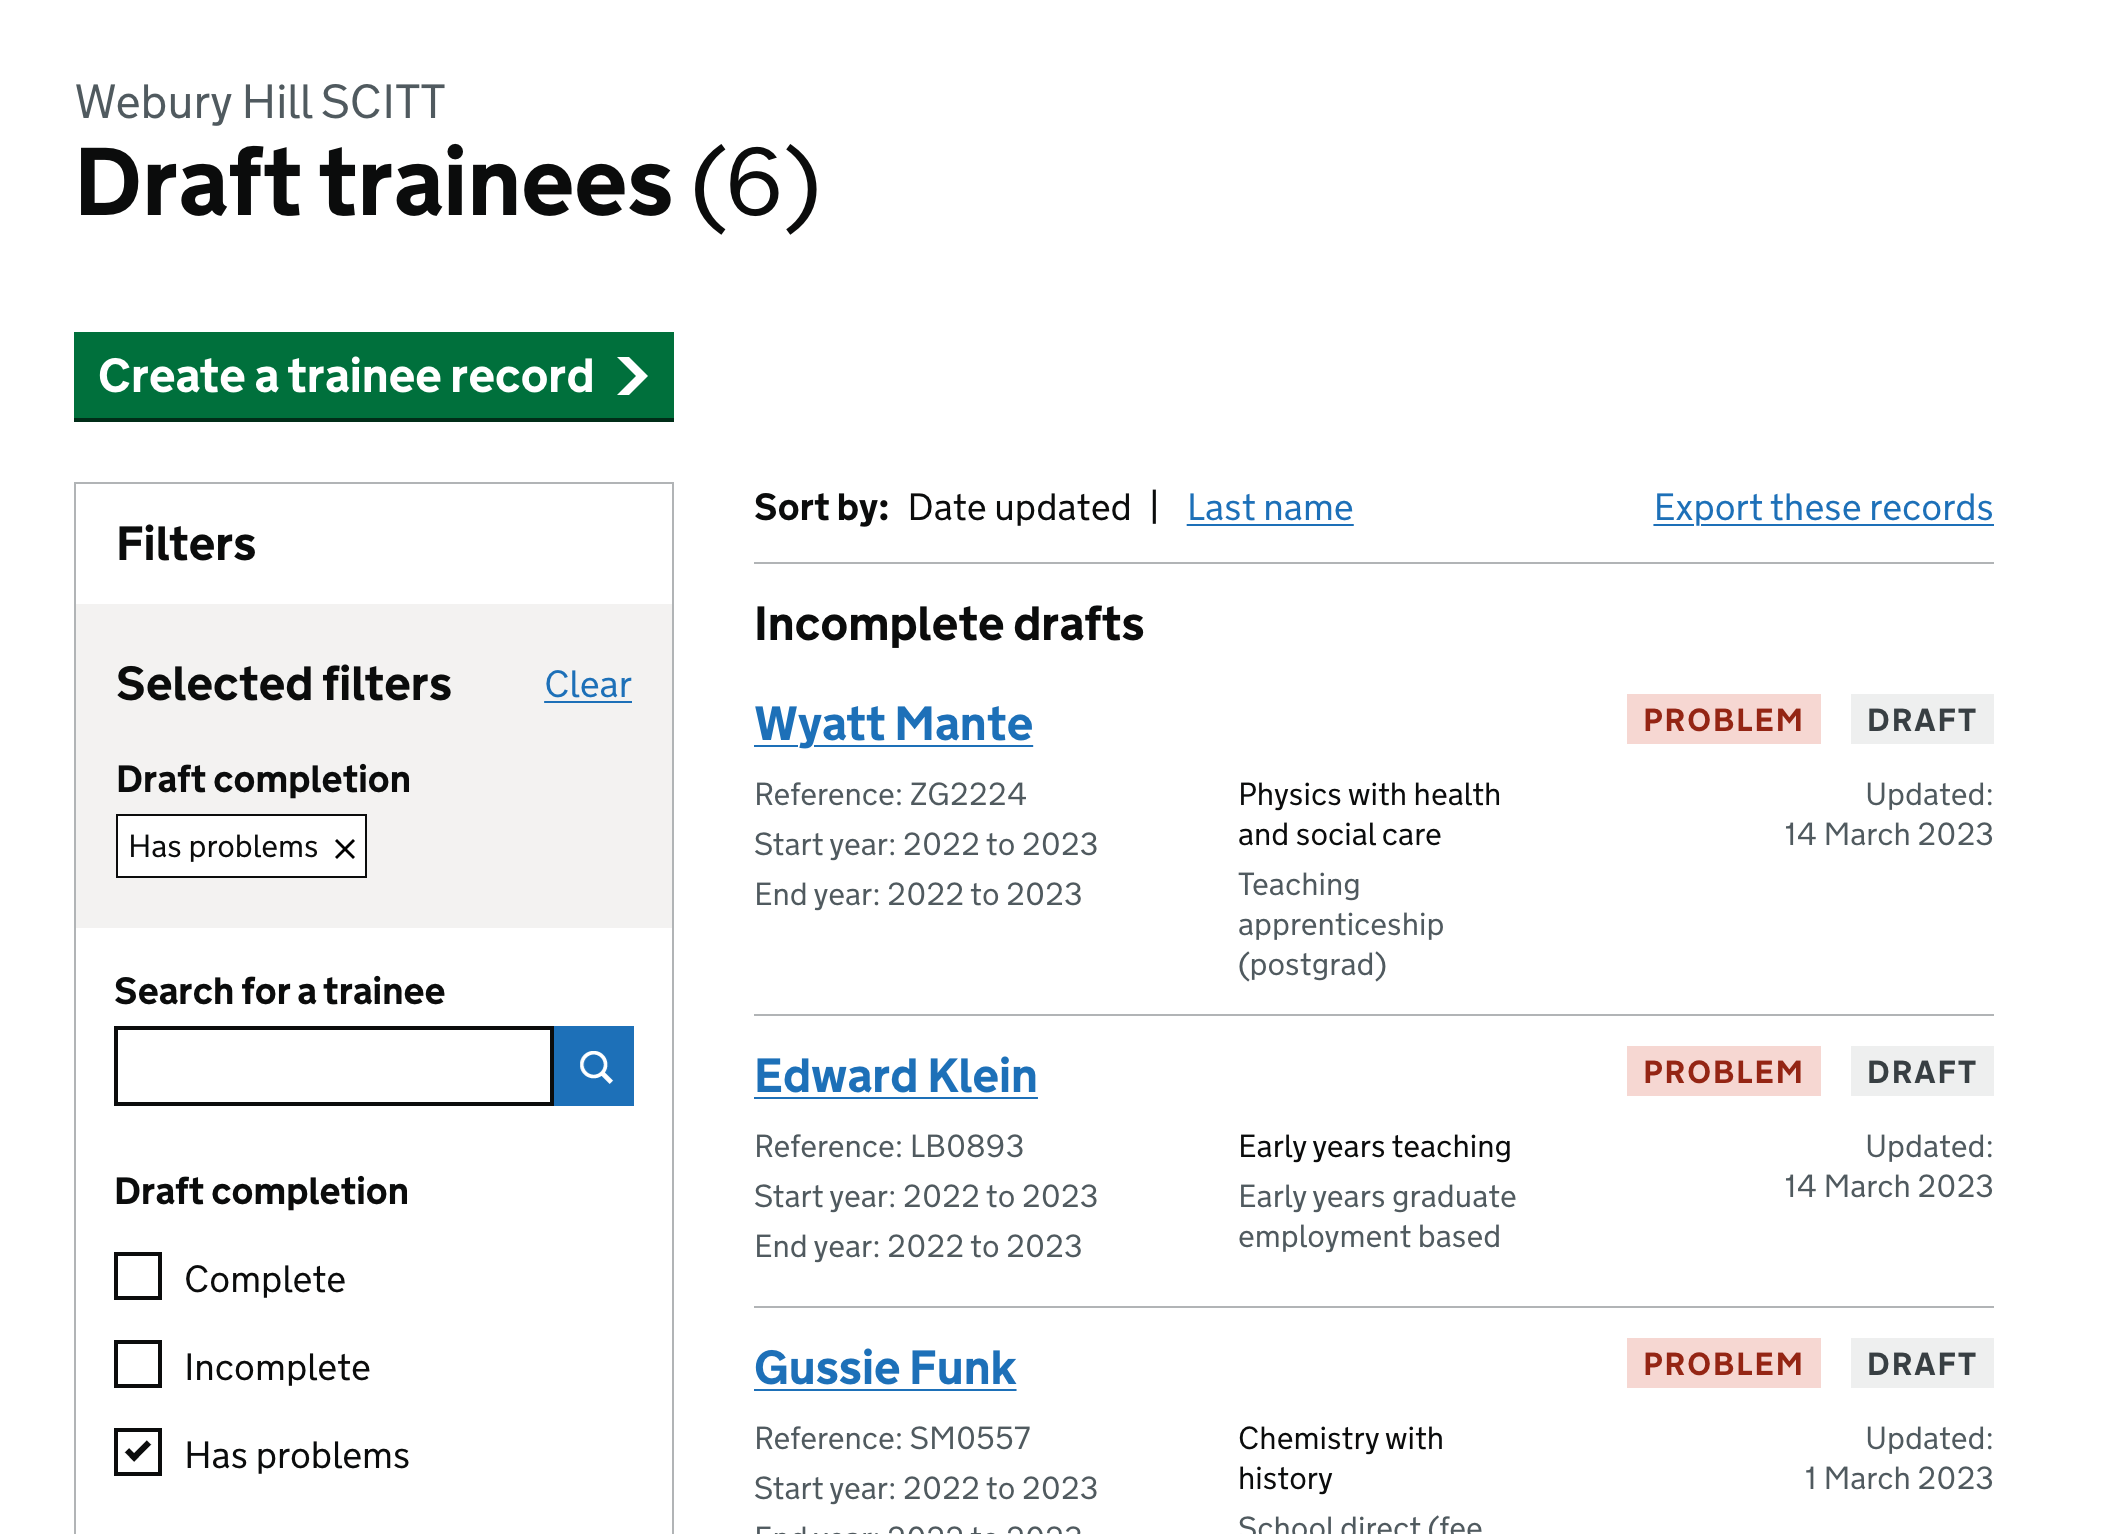 Webury Hill SCITT
Draft trainees (6)
Create a trainee record
Filters
Selected filters Clear
Draft completion
Has problems
Search for a trainee
Draft completion
Complete
Incomplete
Has problems
Sort by: Date updated | Last name Export these records
Incomplete drafts
Wyatt Mante PROBLEM DRAFT
Reference: ZG2224
Start year: 2022 to 2023
End year: 2022 to 2023
Physics with health
and social care
Teaching
apprenticeship
(postgrad)
Updated:
14 March 2023
Edward Klein PROBLEM DRAFT
Reference: LB0893
Start year: 2022 to 2023
End year: 2022 to 2023
Early years teaching
Early years graduate
employment based
Updated:
14 March 2023
Gussie Funk PROBLEM DRAFT
Reference: SM0557
Start year: 2022 to 2023
End year: 2022 to 2023
Chemistry with
history
School direct (fee
Updated:
1 March 2023